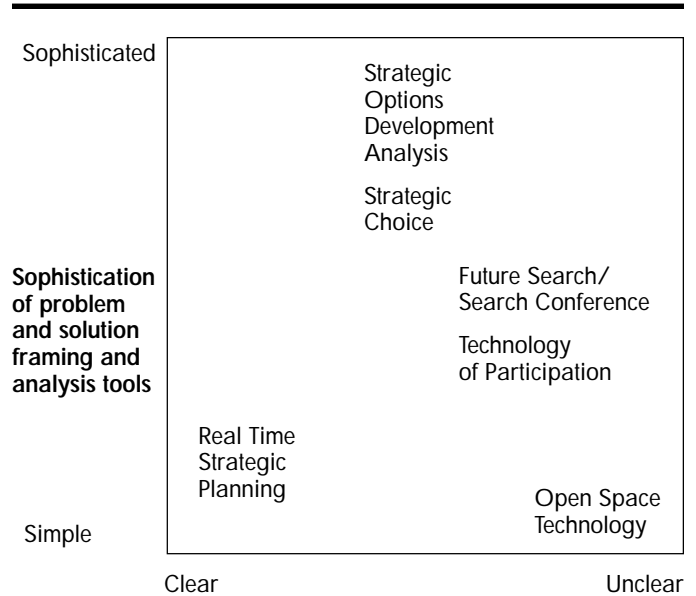 Sophisticated
Strategic
Options
Development
Analysis
Strategic
Choice
Sophistication
of problem
and solution
framing and
analysis tools
Future Search/
Search Conference
Technology
of Participation
Real Time
Strategic
Planning
Open Space
Technology
Simple
Clear
Unclear